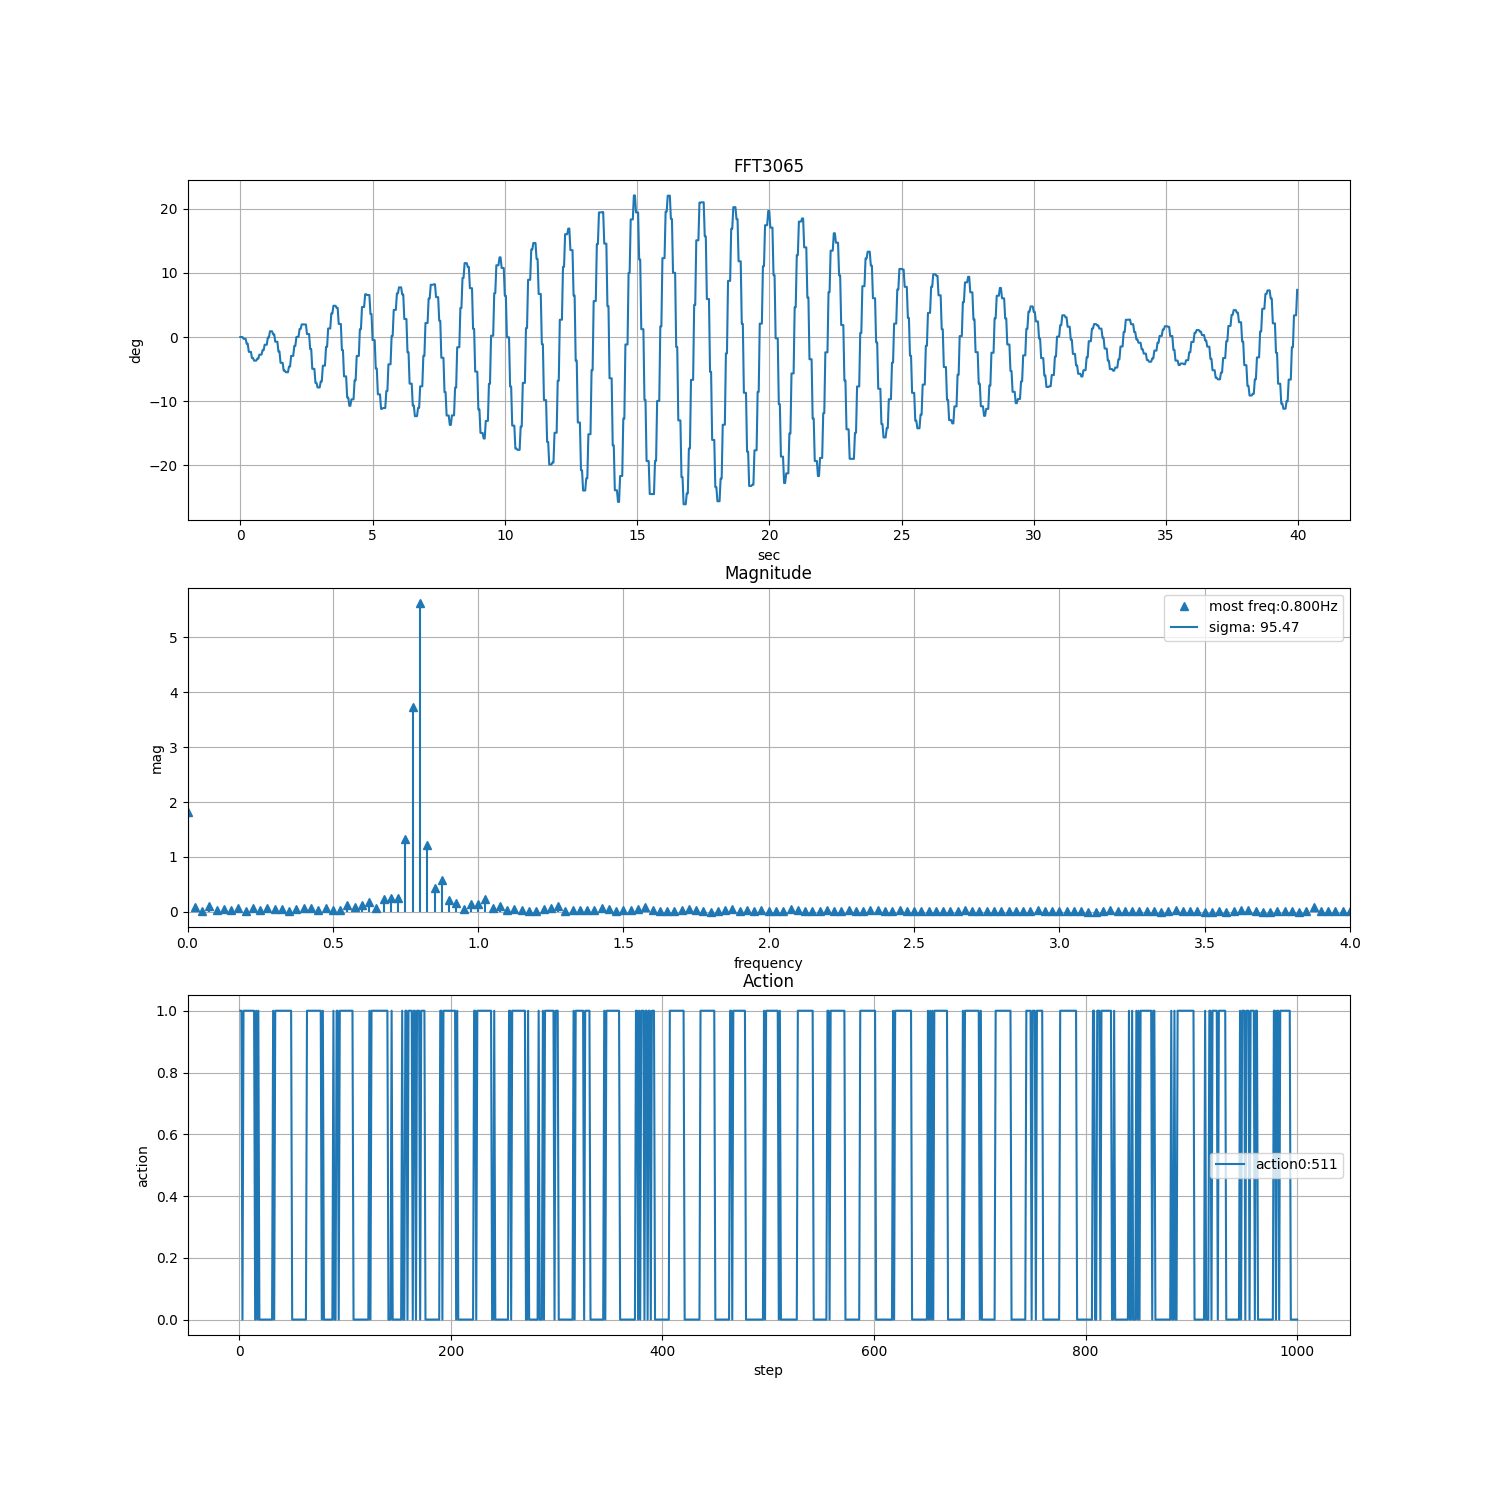 FFT3065
deg
20
10
0
−10
−20
0 5 10 15 20 25 30 35 40
sec
Magnitude
mag
5
4
3
2
1
0
most freq:0.800Hz
sigma: 95.47
0.0 0.5 1.0 1.5 2.0 2.5 3.0 3.5 4.0
frequency
Action
action
1.0
0.8
0.6
0.4
0.2
0.0
action0:511
0 200 400 600 800 1000
step